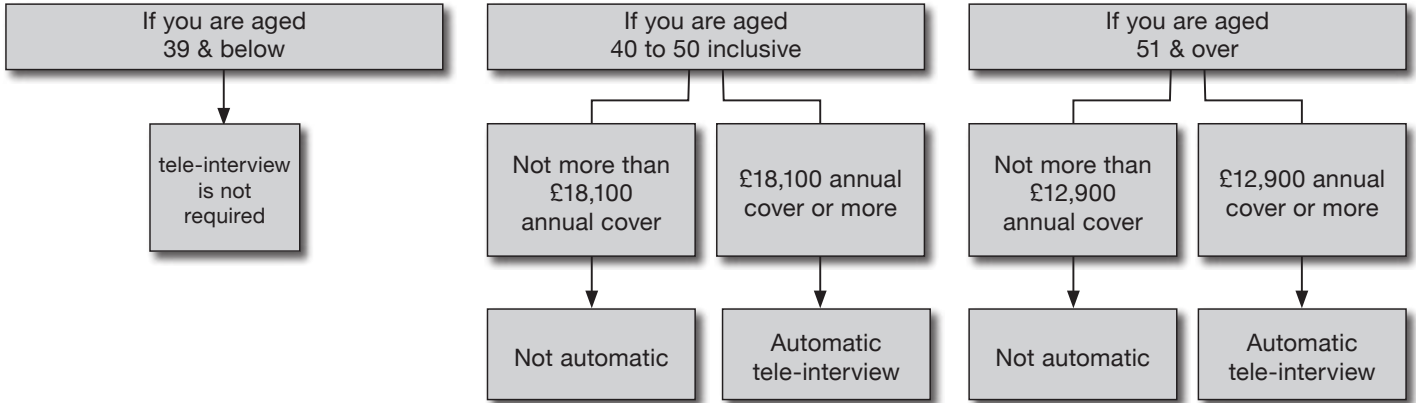 If you are aged
39 & below
tele-interview
is not
required
If you are aged
40 to 50 inclusive
Not more than
£18,100
annual cover
£18,100 annual
cover or more
Not automatic
Automatic
tele-interview
If you are aged
51 & over
Not more than
£12,900
annual cover
£12,900 annual
cover or more
Not automatic
Automatic
tele-interview